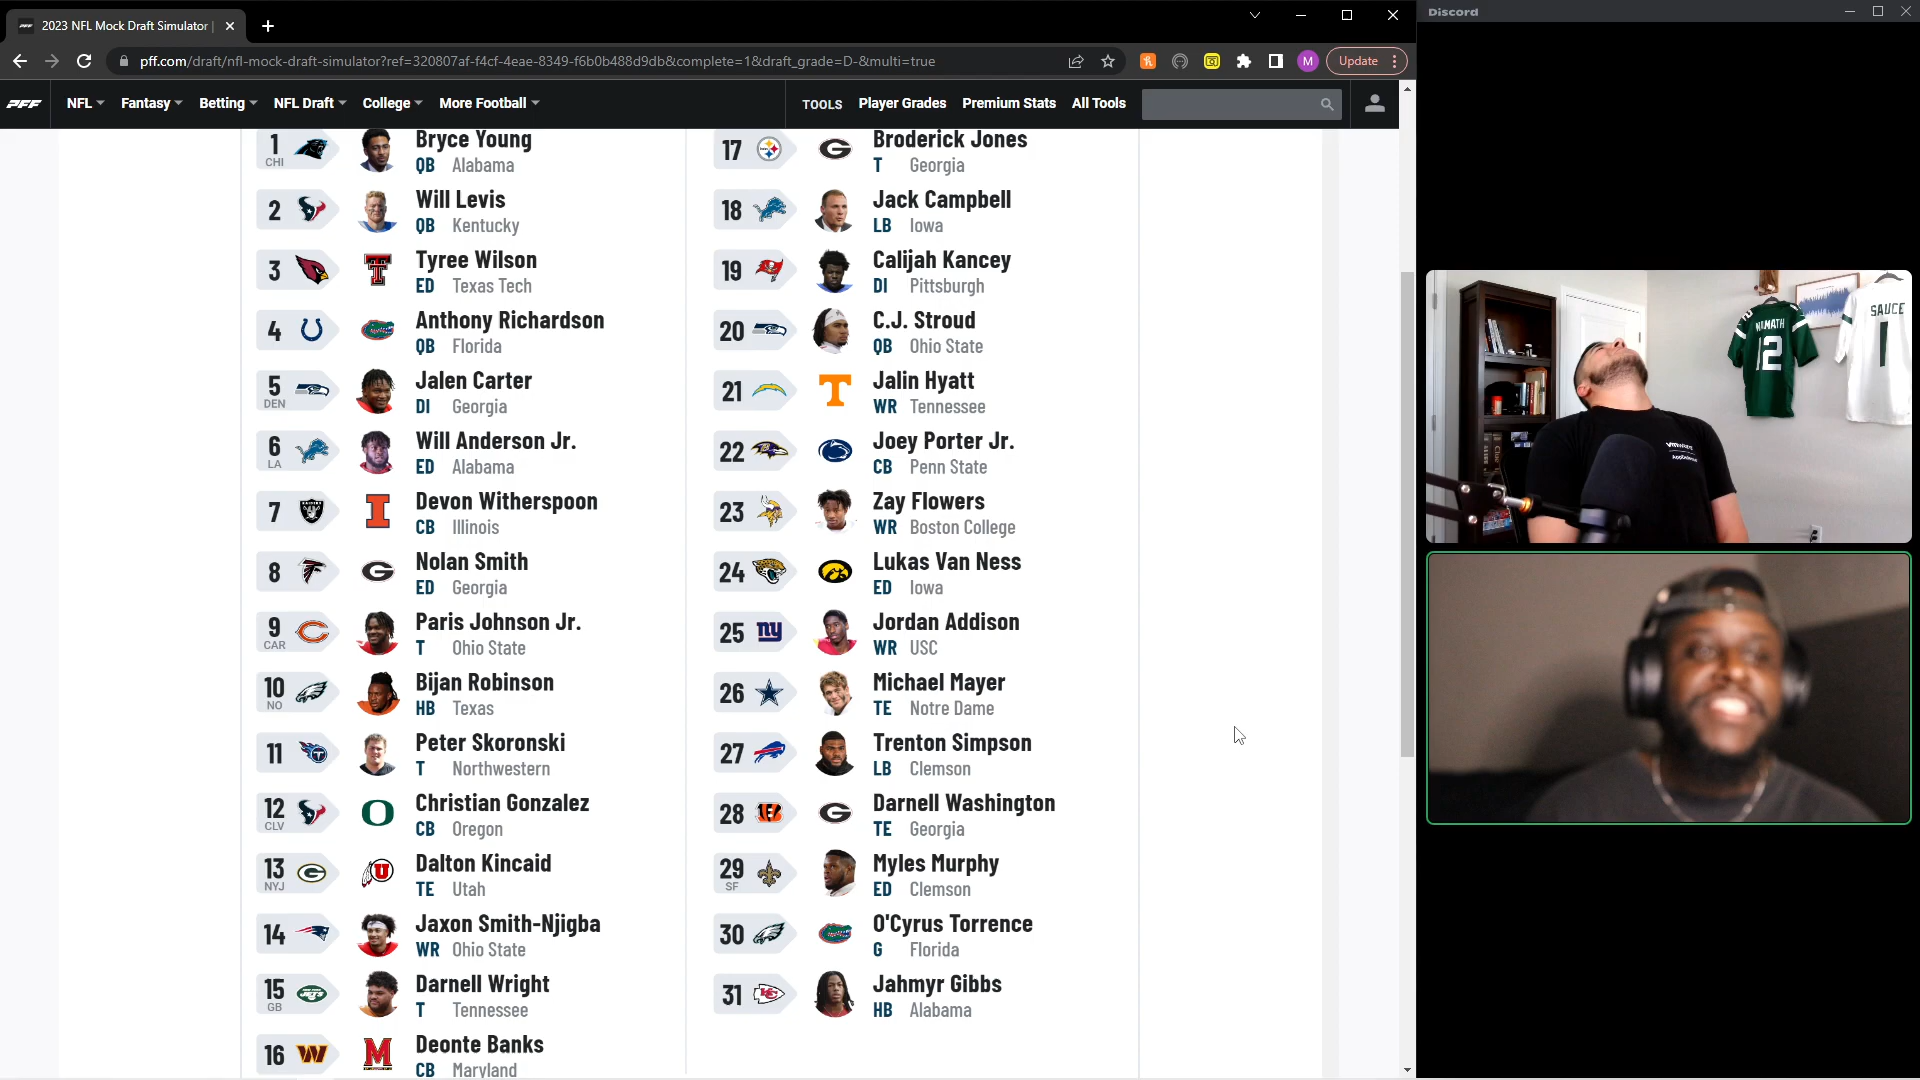 2023 NFL Mock Draft Simulator |
Discord
pff.com/draft/nfl-mock-draft-simulator?ref=320807af-f4cf-4eae-8349-f6b0b488d9db&complete=1&draft_grade=D-&multi=true
M
Update
PFF
NFL
Fantasy
Betting
NFL Draft
College
More Football
TOOLS
Player Grades
Premium Stats
All Tools
1
CHI
Bryce Young
QB Alabama
2
Will Levis
QB Kentucky
3
Tyree Wilson
ED Texas Tech
4
Anthony Richardson
QB Florida
5
DEN
Jalen Carter
DI Georgia
6
LA
Will Anderson Jr.
ED Alabama
7
Devon Witherspoon
CB Illinois
8
Nolan Smith
ED Georgia
9
CAR
Paris Johnson Jr.
T Ohio State
10
NO
Bijan Robinson
HB Texas
11
Peter Skoronski
T Northwestern
12
CLV
Christian Gonzalez
CB Oregon
13
NYJ
Dalton Kincaid
TE Utah
14
Jaxon Smith-Njigba
WR Ohio State
15
GB
Darnell Wright
T Tennessee
16
Deonte Banks
CB Maryland
17
Broderick Jones
T Georgia
18
Jack Campbell
LB Iowa
19
Calijah Kancey
DI Pittsburgh
20
C.J. Stroud
QB Ohio State
21
Jalin Hyatt
WR Tennessee
22
Joey Porter Jr.
CB Penn State
23
Zay Flowers
WR Boston College
24
Lukas Van Ness
ED Iowa
25
ny
Jordan Addison
WR USC
26
Michael Mayer
TE Notre Dame
27
Trenton Simpson
LB Clemson
28
Darnell Washington
TE Georgia
29
SF
Myles Murphy
ED Clemson
30
O'Cyrus Torrence
G Florida
31
Jahmyr Gibbs
HB Alabama
NAMATH
12
SAUCE
1
vmware